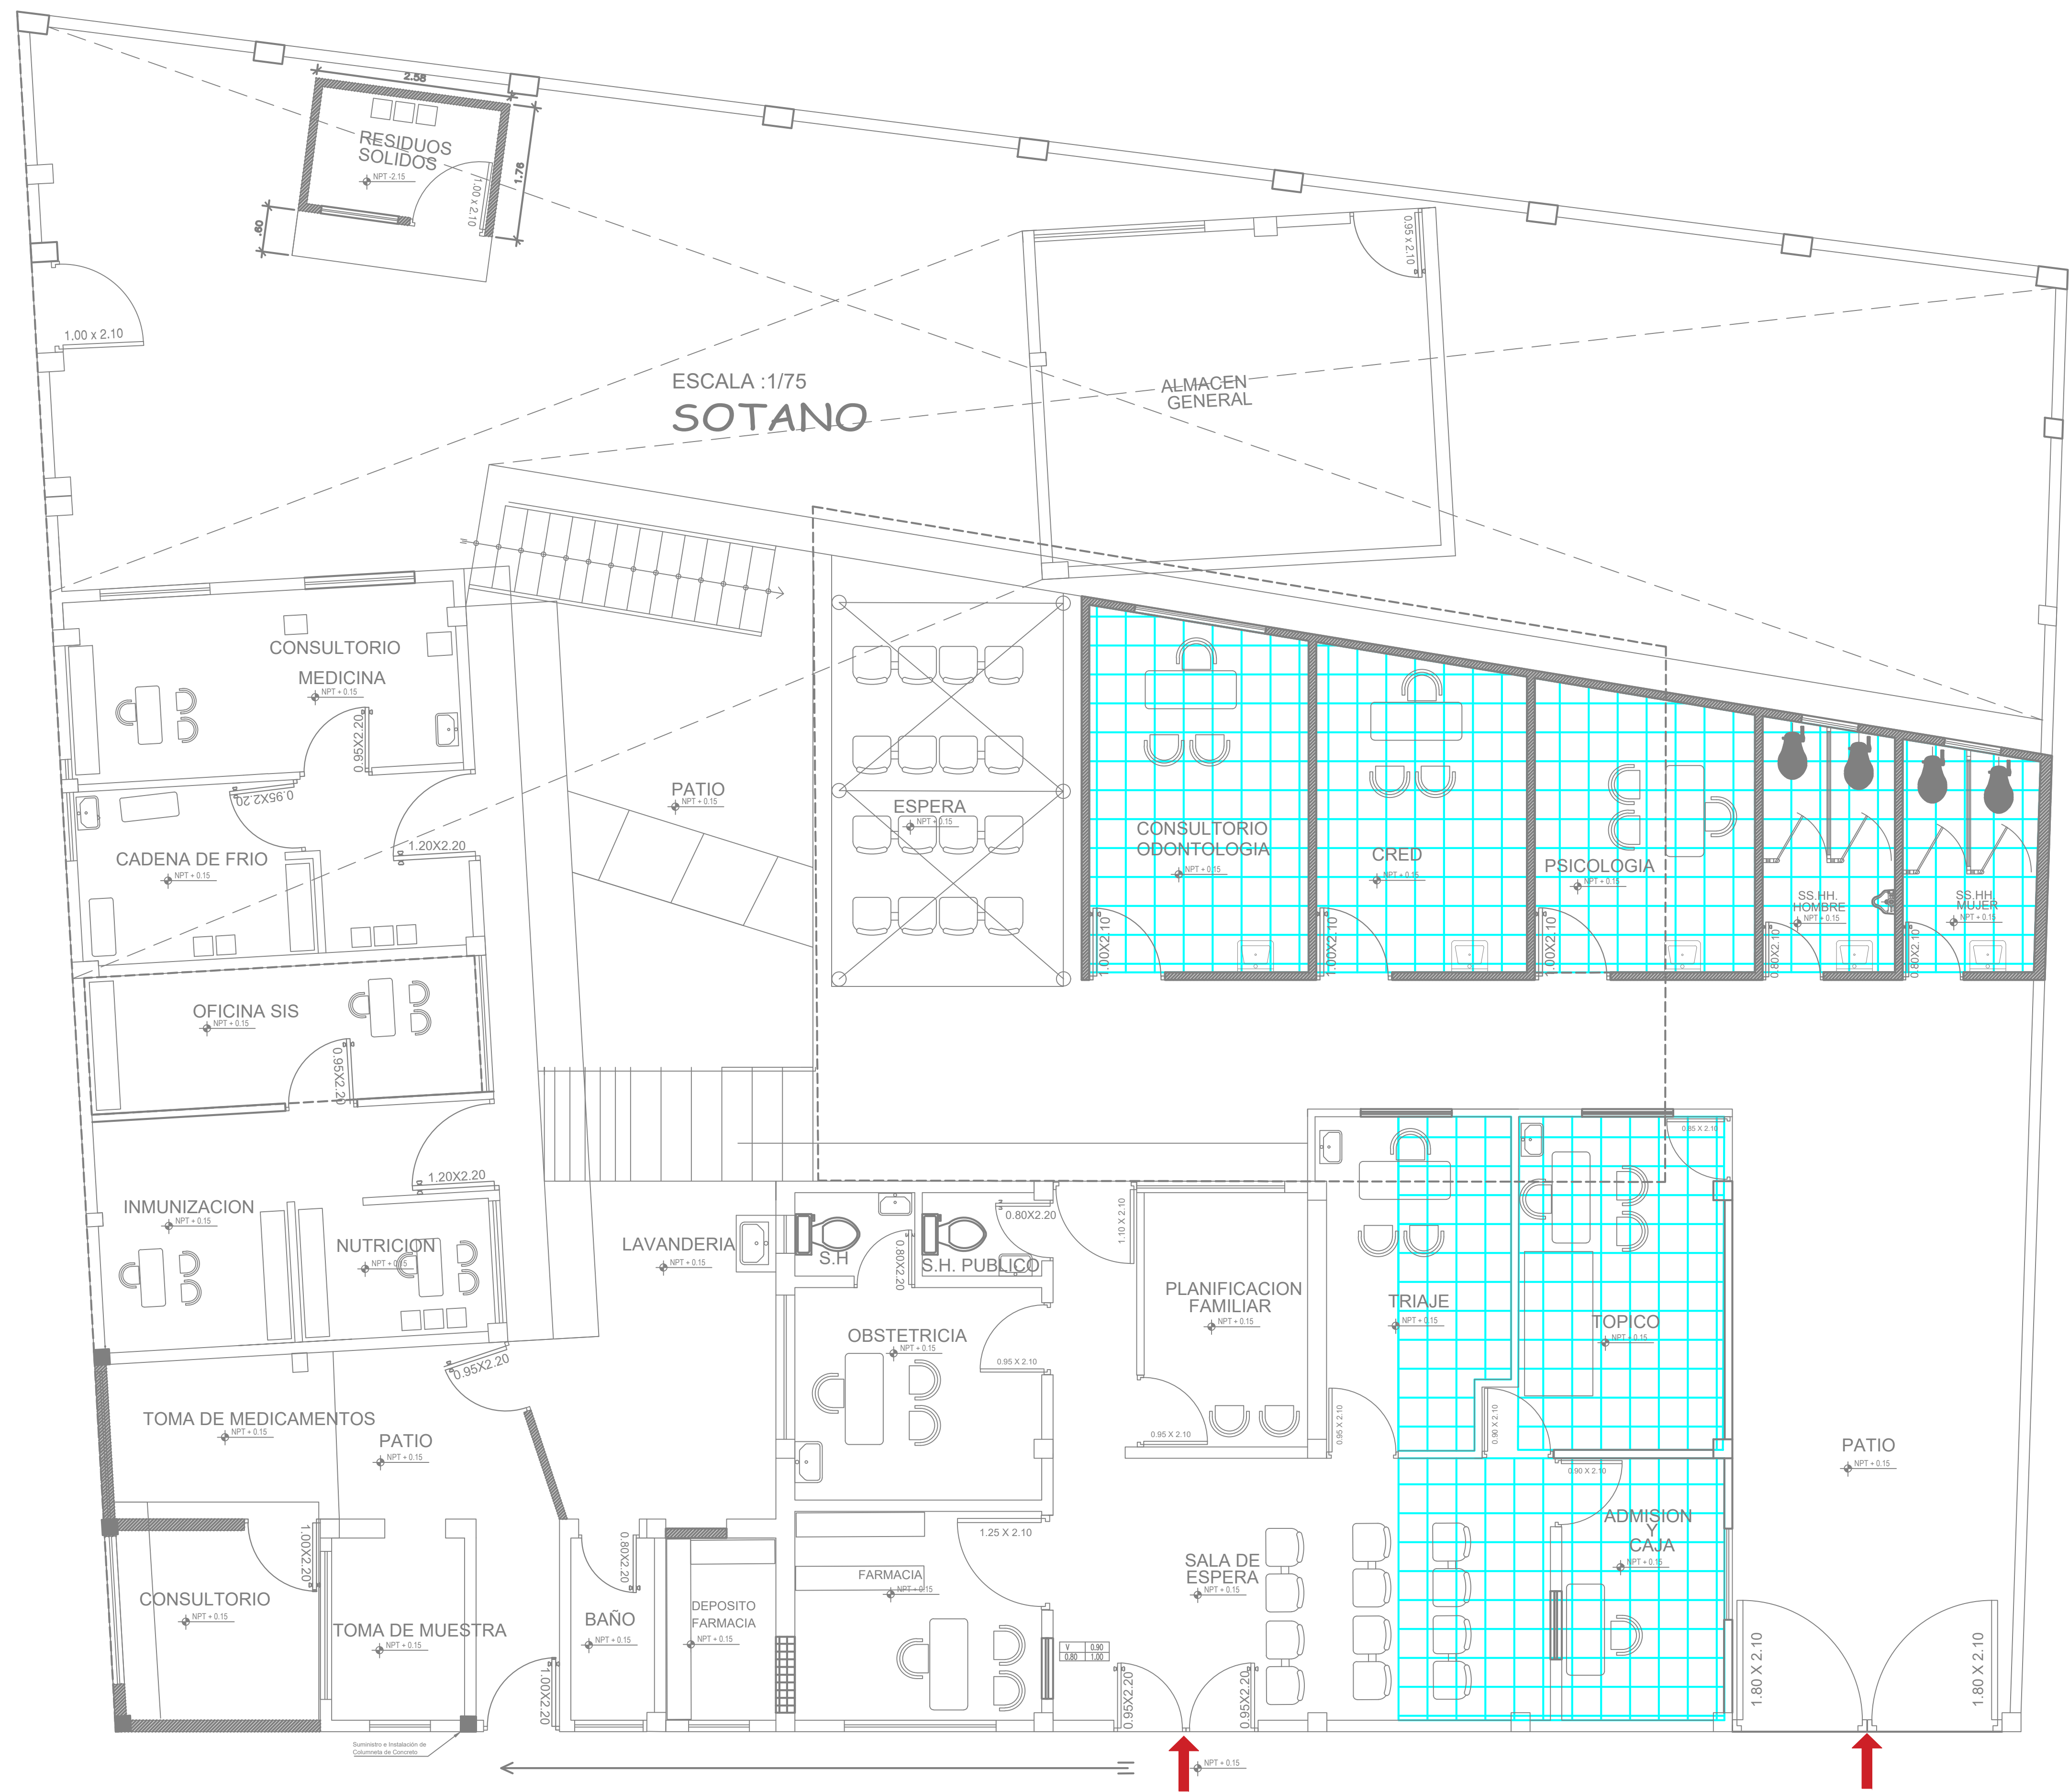 2.58
RESIDUOS
SOLIDOS
NPT -2.15
1.76
1.00 x 2.10
.60
0.95 x 2.10
1.00 x 2.10
ESCALA :1/75
SOTANO
ALMACEN
GENERAL
CONSULTORIO
MEDICINA
NPT + 0.15
0.95X2.20
0.95X2.20
CADENA DE FRIO
NPT + 0.15
1.20X2.20
PATIO
NPT + 0.15
ESPERA
NPT + 0.15
CONSULTORIO
ODONTOLOGIA
NPT + 0.15
1.00X2.10
CRED
NPT + 0.15
1.00X2.10
PSICOLOGIA
NPT + 0.15
1.00X2.10
SS.HH.
HOMBRE
NPT + 0.15
0.80X2.10
SS.HH.
MUJER
NPT + 0.15
0.80X2.10
OFICINA SIS
NPT + 0.15
0.95X2.20
1.20X2.20
INMUNIZACION
NPT + 0.15
NUTRICION
NPT + 0.15
0.95X2.20
LAVANDERIA
NPT + 0.15
S.H
0.80X2.20
S.H. PUBLICO
0.80X2.20
1.10 X 2.10
PLANIFICACION
FAMILIAR
NPT + 0.15
0.95 X 2.10
TRIAJE
NPT + 0.15
0.95 X 2.10
0.85 X 2.10
TOPICO
NPT + 0.15
0.90 X 2.10
0.90 X 2.10
OBSTETRICIA
NPT + 0.15
0.95 X 2.10
TOMA DE MEDICAMENTOS
NPT + 0.15
PATIO
NPT + 0.15
PATIO
NPT + 0.15
1.00X2.20
CONSULTORIO
NPT + 0.15
TOMA DE MUESTRA
NPT + 0.15
1.00X2.20
0.80X2.20
BAÑO
NPT + 0.15
DEPOSITO
FARMACIA
NPT + 0.15
FARMACIA
NPT + 0.15
1.25 X 2.10
V 0.90
0.80 1.00
SALA DE
ESPERA
NPT + 0.15
0.95X2.20
0.95X2.20
ADMISION
Y
CAJA
NPT + 0.15
1.80 X 2.10
1.80 X 2.10
Suministro e Instalación de
Columneta de Concreto
NPT + 0.15